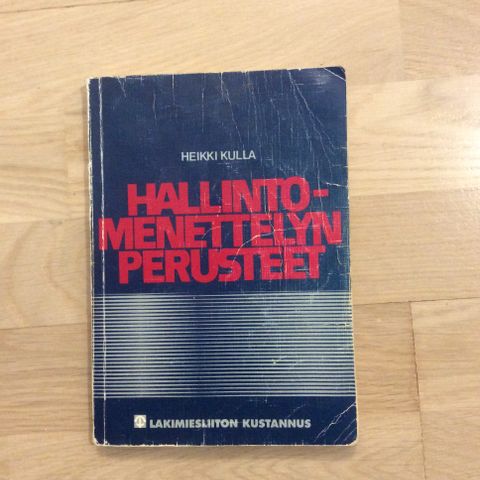 HEIKKI KULLA
HALLINTO-
MENETTELYN
PERUSTEET
LAKIMIESLIITON KUSTANNUS